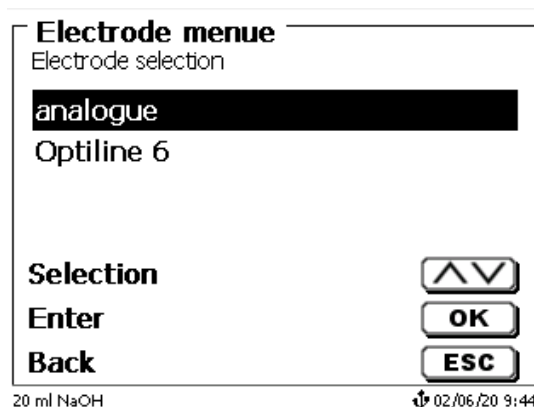 Electrode menue
Electrode selection
analogue
Optiline 6
Selection
Enter OK
Back ESC
20 ml NaOH 02/06/20 9:44